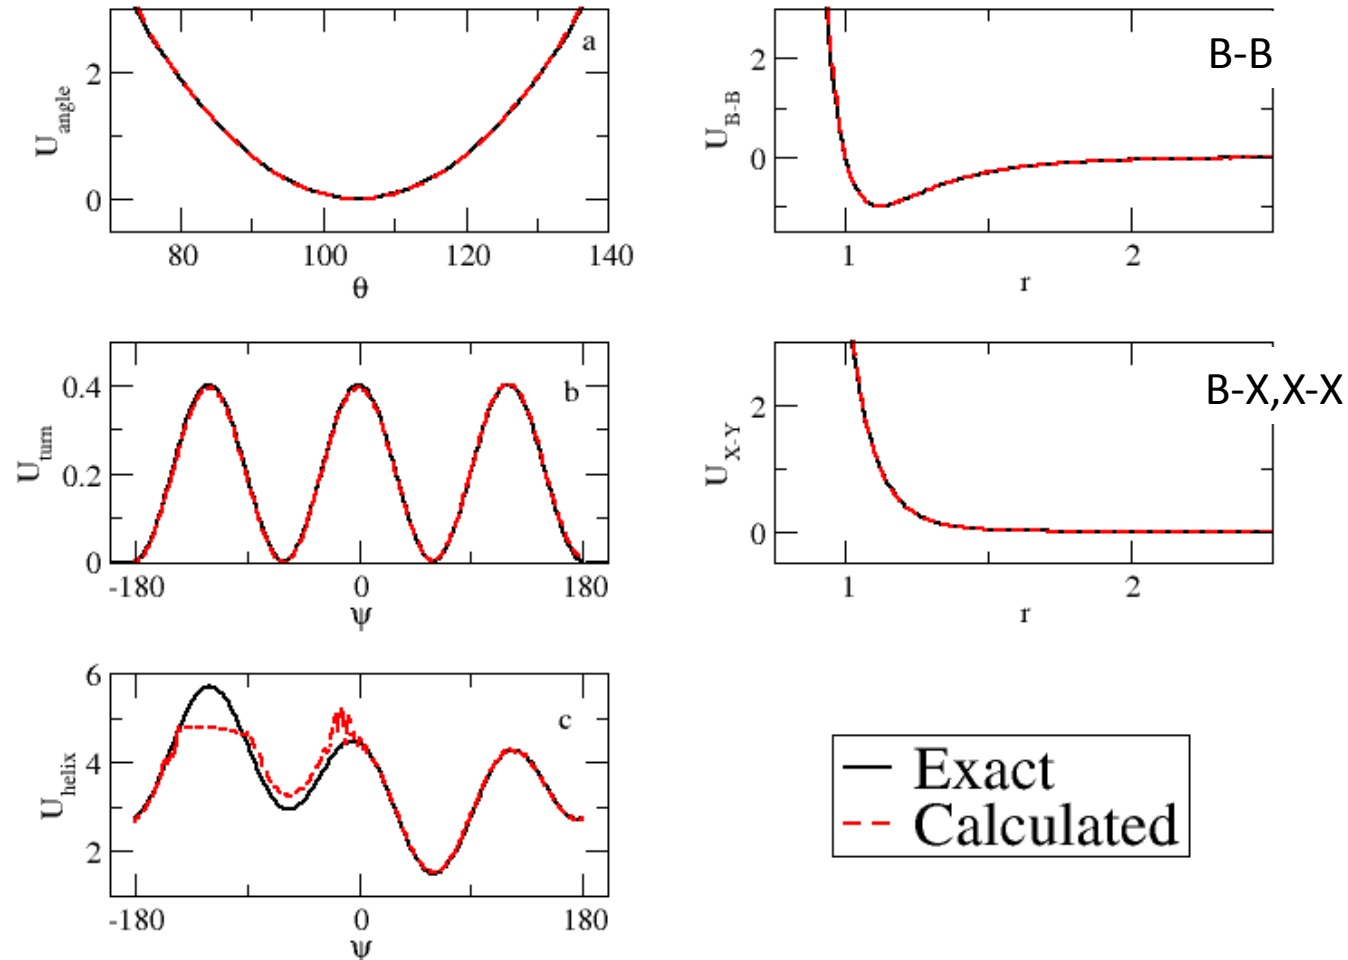 a
U_angle
2
0
80 100 120 140
θ
B-B
U_B-B
2
0
1 2
r
b
U_turn
0.4
0.2
0
-180 0 180
ψ
B-X,X-X
U_X-Y
2
0
1 2
r
c
U_helix
6
4
2
-180 0 180
ψ
Exact
Calculated